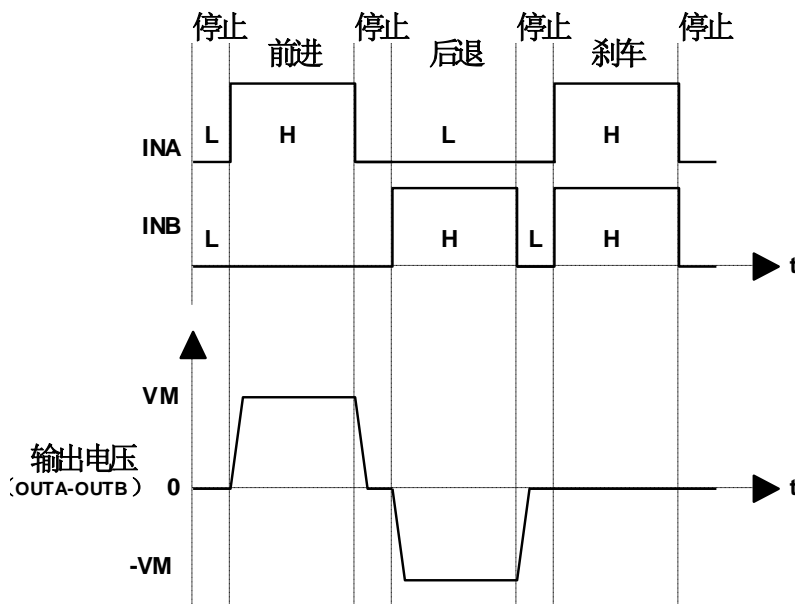 停止 停止 停止 停止
前进 后退 刹车
L H L H
INA
INB
L H L H
t
VM
输出电压
(OUTA-OUTB) 0
t
-VM